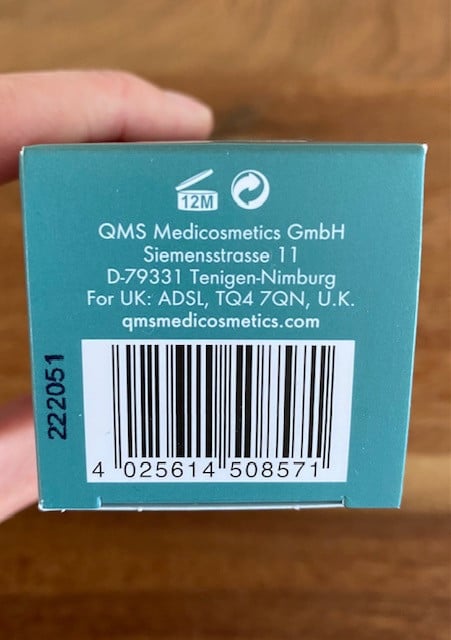 12M
QMS Medicosmetics GmbH
Siemensstrasse 11
D-79331 Tenigen-Nimburg
For UK: ADSL, TQ4 7QN, U.K.
qmsmedicosmetics.com
222051
4 025614 508571